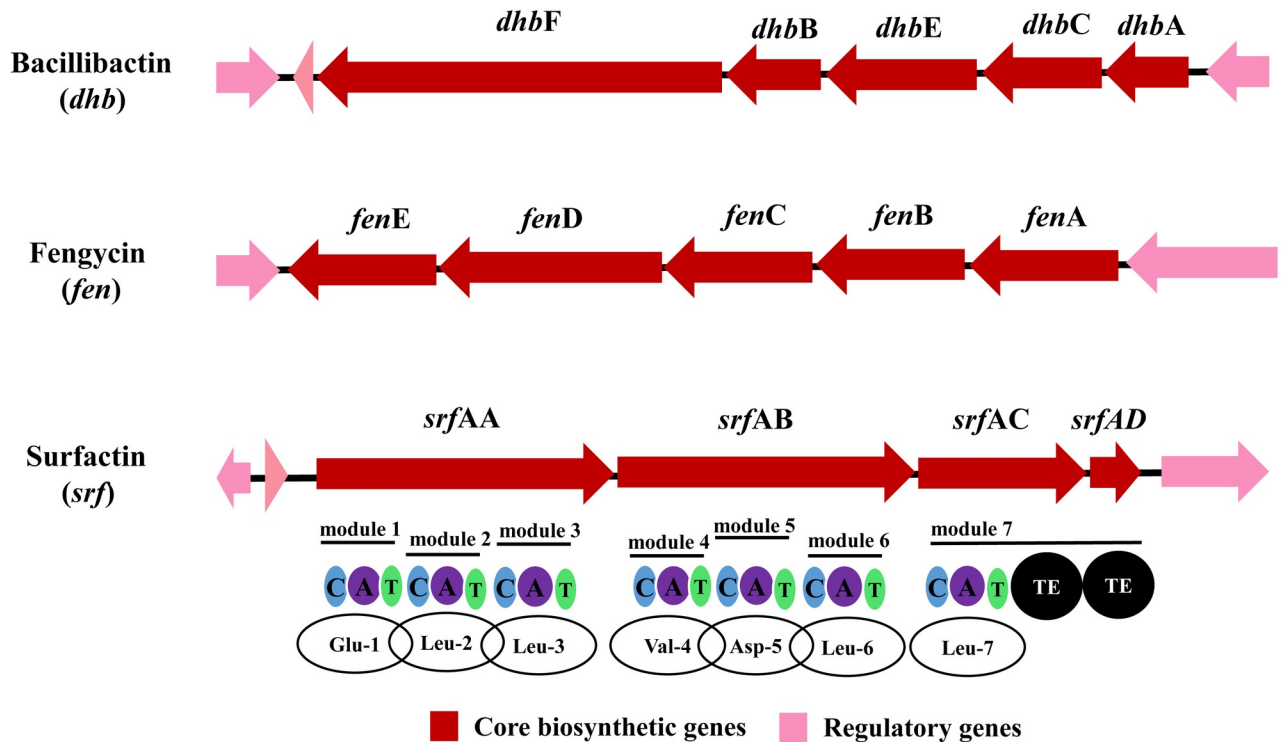 dhbF dhbB dhbE dhbC dhbA
Bacillibactin
(dhb)
fenE fenD fenC fenB fenA
Fengycin
(fen)
srfAA srfAB srfAC srfAD
Surfactin
(srf)
module 1 module 2 module 3 module 4 module 5 module 6 module 7
C A T C A T C A T C A T C A T C A T C A T TE TE
Glu-1 Leu-2 Leu-3 Val-4 Asp-5 Leu-6 Leu-7
Core biosynthetic genes Regulatory genes